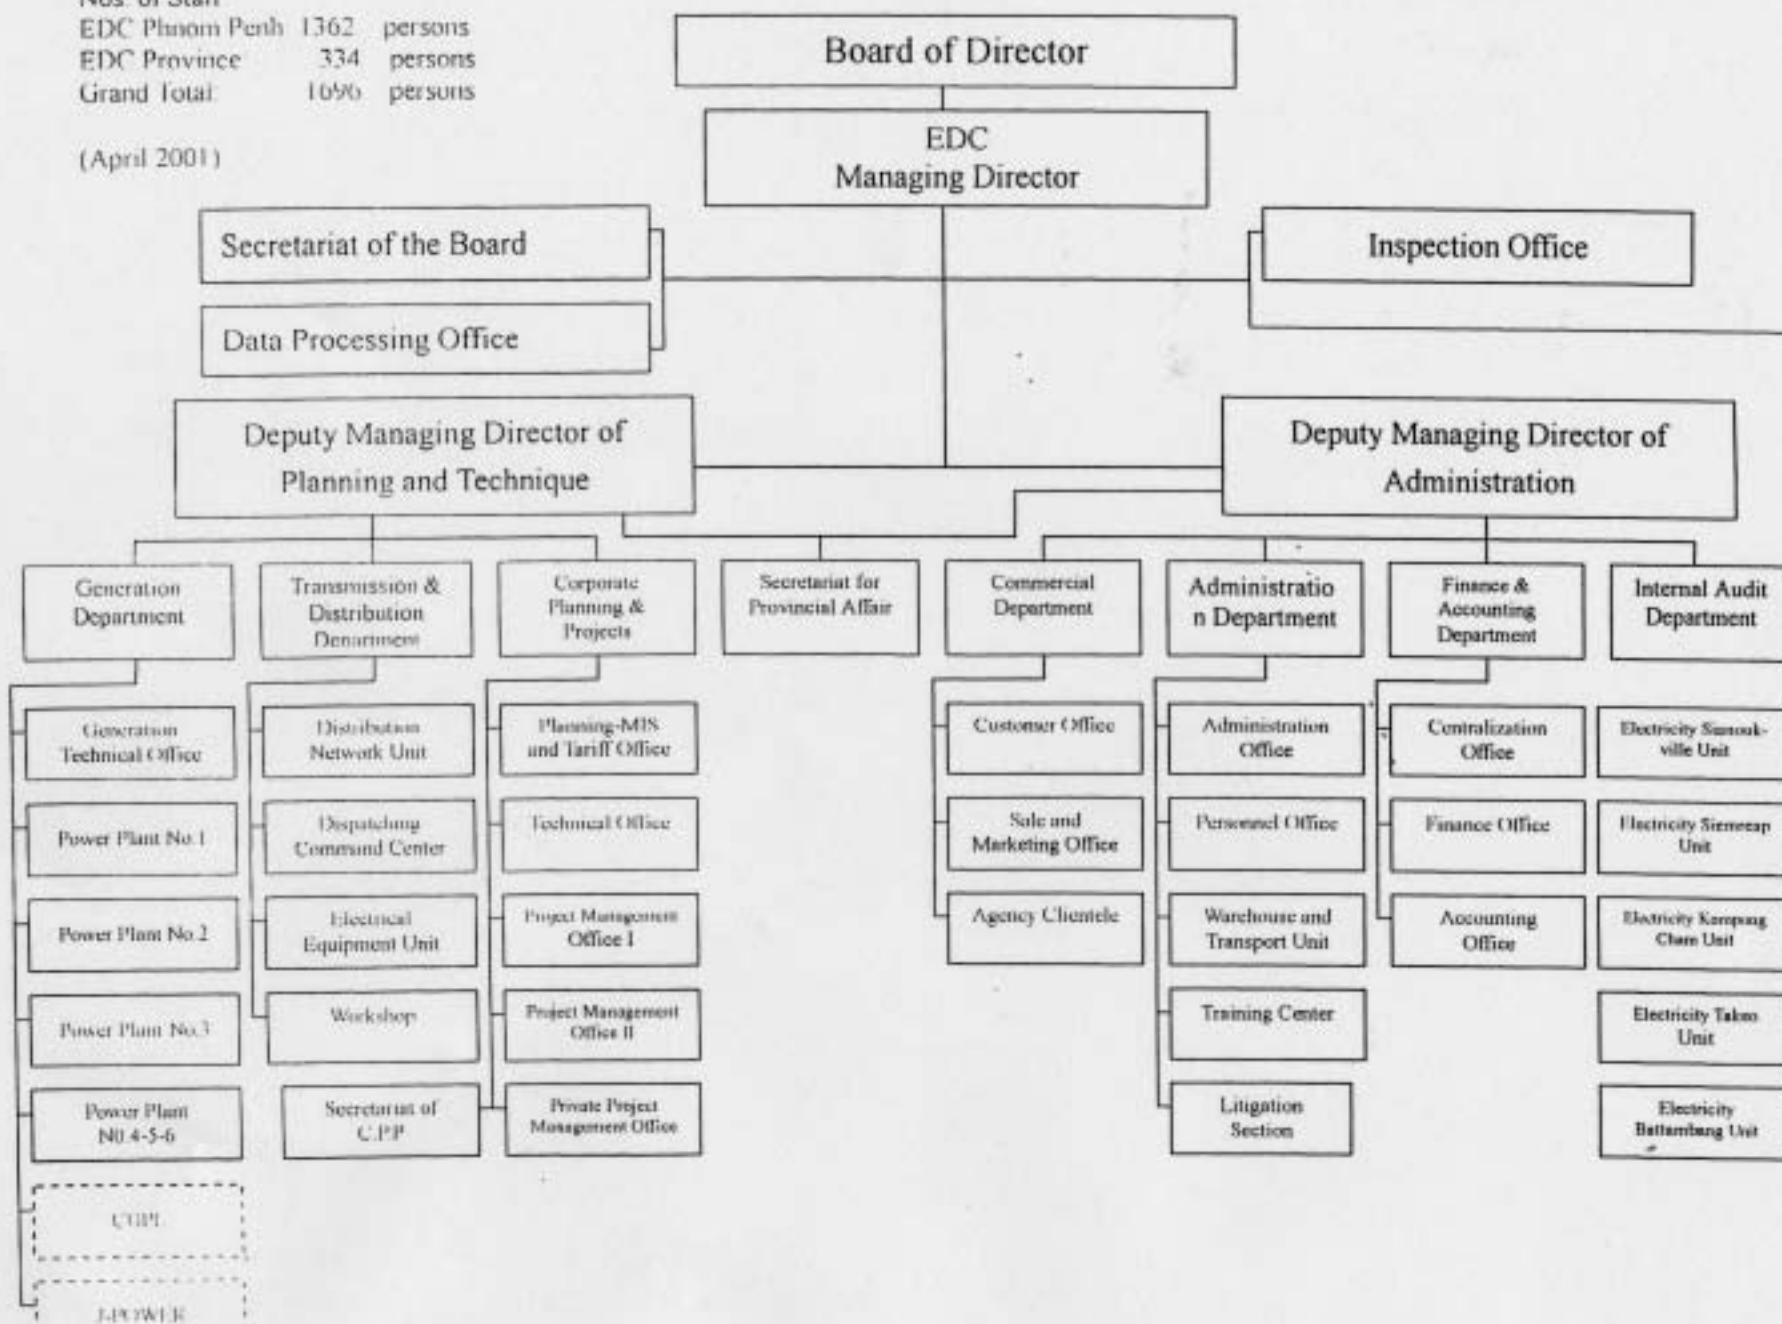 Nos. of Staff
EDC Phnom Penh 1362 persons
EDC Province 334 persons
Grand Total 1696 persons
(April 2001)
Board of Director
EDC
Managing Director
Secretariat of the Board
Inspection Office
Data Processing Office
Deputy Managing Director of
Planning and Technique
Deputy Managing Director of
Administration
Generation
Department
Transmission &
Distribution
Department
Corporate
Planning &
Projects
Secretariat for
Provincial Affair
Commercial
Department
Administratio
n Department
Finance &
Accounting
Department
Internal Audit
Department
Generation
Technical Office
Distribution
Network Unit
Planning-MIS
and Tariff Office
Customer Office
Administration
Office
Centralization
Office
Electricity
ville Unit
Power Plant No.1
Dispatching
Command Center
Technical Office
Sale and
Marketing Office
Personnel Office
Finance Office
Electricity Siemreap
Unit
Power Plant No.2
Electrical
Equipment Unit
Project Management
Office I
Agency Clientele
Warehouse and
Transport Unit
Accounting
Office
Electricity Kampong
Cham Unit
Power Plant No.3
Workshop
Project Management
Office II
Training Center
Electricity Takeo
Unit
Power Plant
N0.4-5-6
Secretariat of
C.P.P
Private Project
Management Office
Litigation
Section
Electricity
Battambang Unit
J-POWER